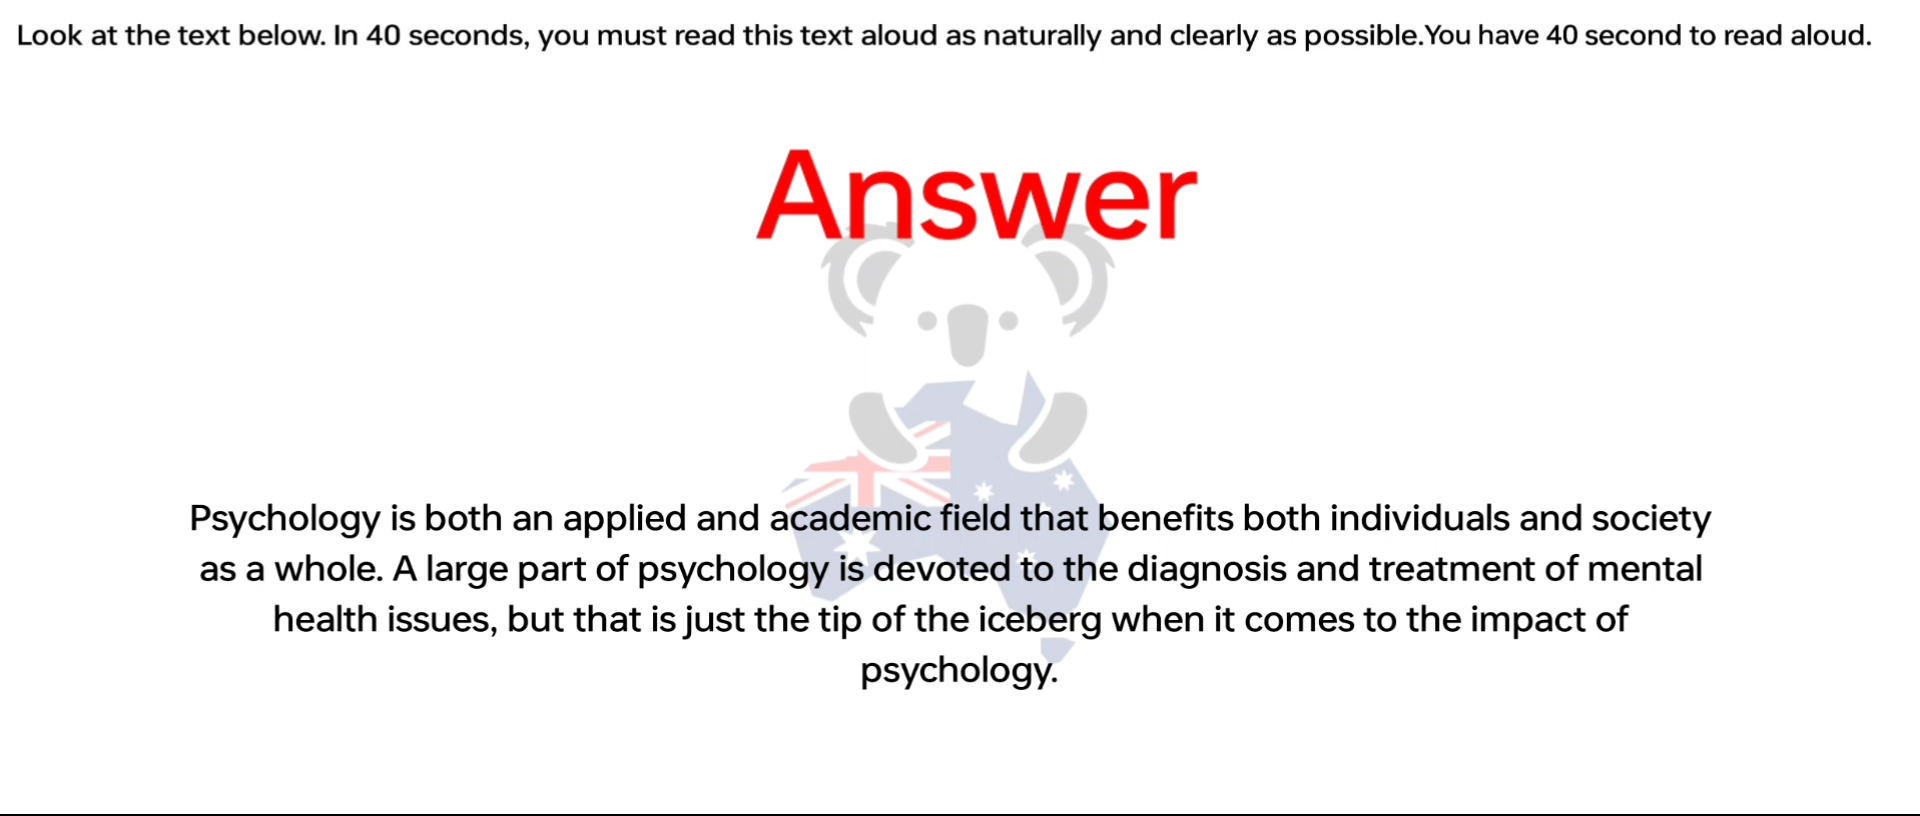 Look at the text below. In 40 seconds, you must read this text aloud as naturally and clearly as possible.You have 40 second to read aloud.
Answer
Psychology is both an applied and academic field that benefits both individuals and society
as a whole. A large part of psychology is devoted to the diagnosis and treatment of mental
health issues, but that is just the tip of the iceberg when it comes to the impact of
psychology.